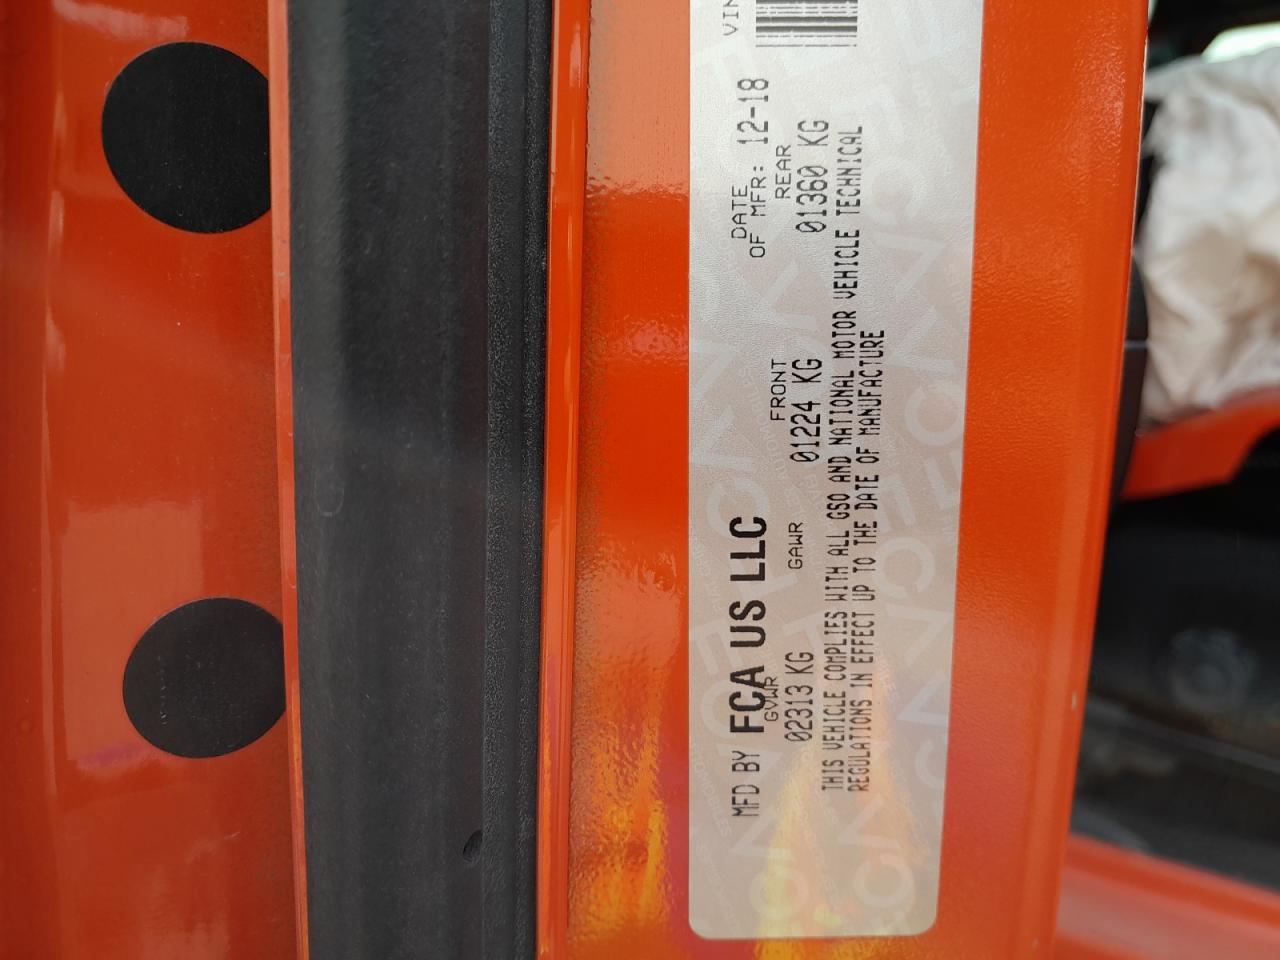 MFD BY FCA US LLC
DATE
OF MFR: 12-18
VIN
GVWR
02313 KG
GAWR
FRONT
01224 KG
REAR
01360 KG
THIS VEHICLE COMPLIES WITH ALL GSO AND NATIONAL MOTOR VEHICLE TECHNICAL
REGULATIONS IN EFFECT UP TO THE DATE OF MANUFACTURE